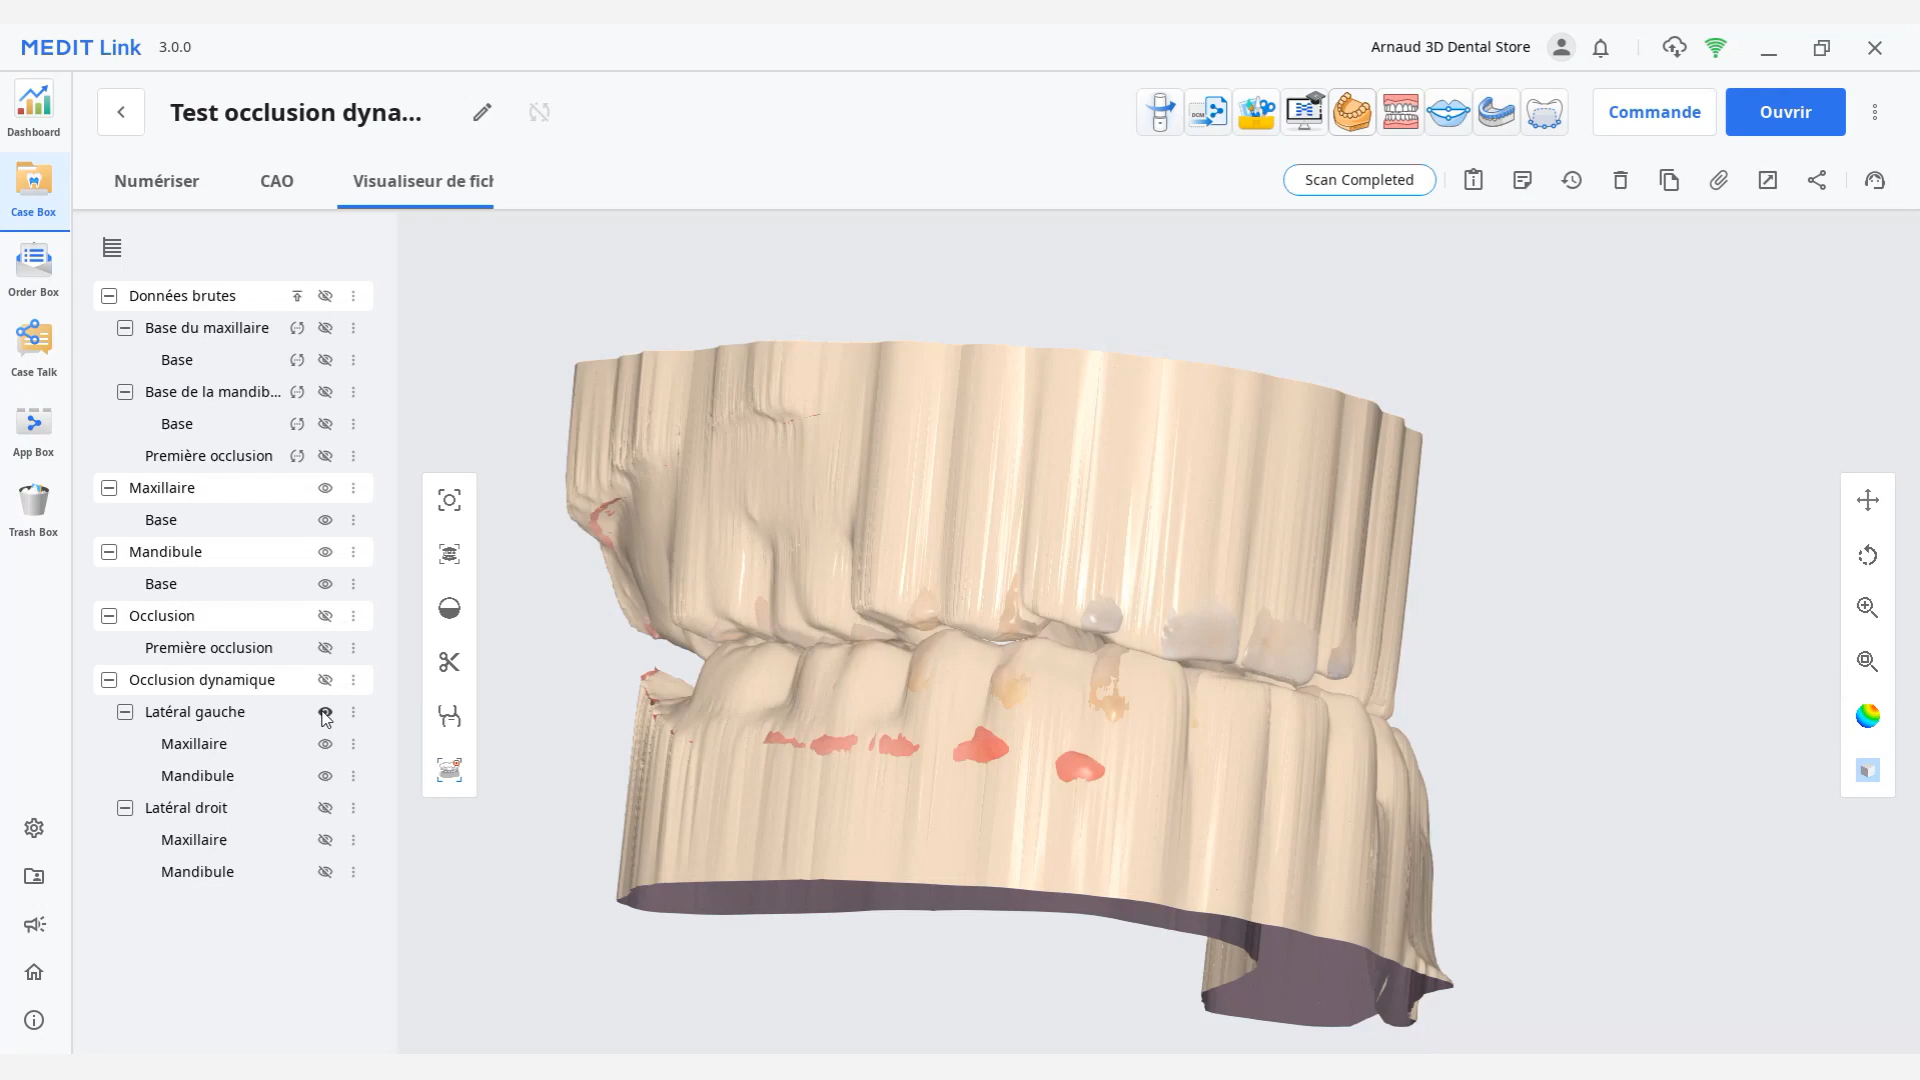 MEDIT Link 3.0.0
Arnaud 3D Dental Store
Dashboard
Case Box
Order Box
Case Talk
App Box
Trash Box
Test occlusion dyna...
DCM
Commande
Ouvrir
Numériser
CAO
Visualiseur de fich
Scan Completed
Données brutes
Base du maxillaire
Base
Base de la mandib...
Base
Première occlusion
Maxillaire
Base
Mandibule
Base
Occlusion
Première occlusion
Occlusion dynamique
Latéral gauche
Maxillaire
Mandibule
Latéral droit
Maxillaire
Mandibule